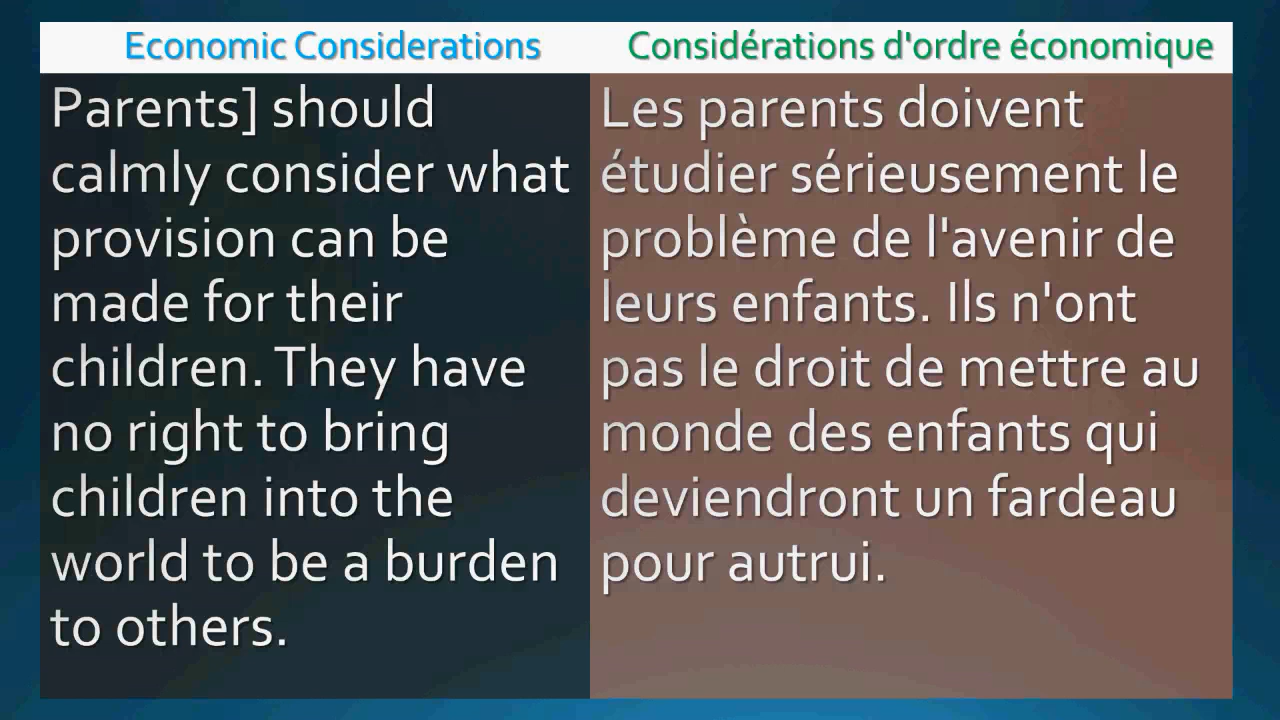 Economic Considerations
Considérations d'ordre économique
Parents] should
calmly consider what
provision can be
made for their
children. They have
no right to bring
children into the
world to be a burden
to others.
Les parents doivent
étudier sérieusement le
problème de l'avenir de
leurs enfants. Ils n'ont
pas le droit de mettre au
monde des enfants qui
deviendront un fardeau
pour autrui.